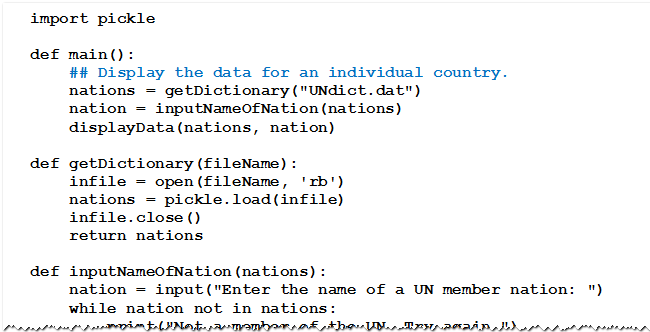 import pickle
def main():
## Display the data for an individual country.
nations = getDictionary("UNdict.dat")
nation = inputNameOfNation(nations)
displayData(nations, nation)
def getDictionary(fileName):
infile = open(fileName, 'rb')
nations = pickle.load(infile)
infile.close()
return nations
def inputNameOfNation(nations):
nation = input("Enter the name of a UN member nation: ")
while nation not in nations:
print("Not a member of the UN. Try again.")